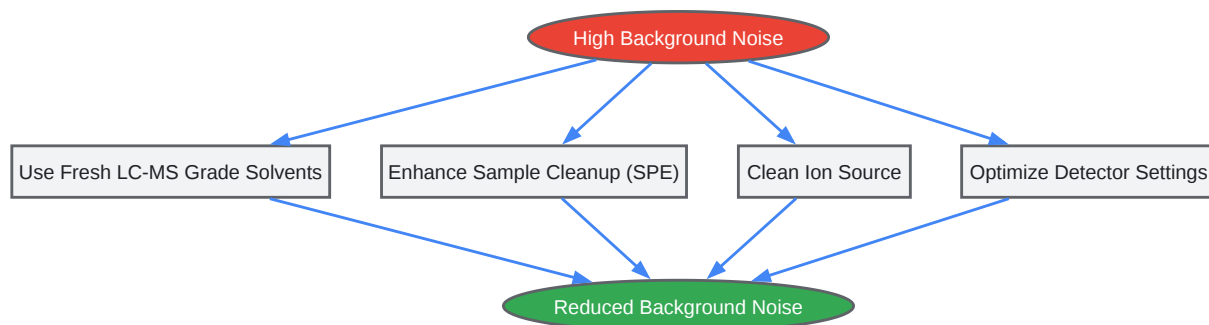 High Background Noise
Use Fresh LC-MS Grade Solvents
Enhance Sample Cleanup (SPE)
Clean Ion Source
Optimize Detector Settings
Reduced Background Noise